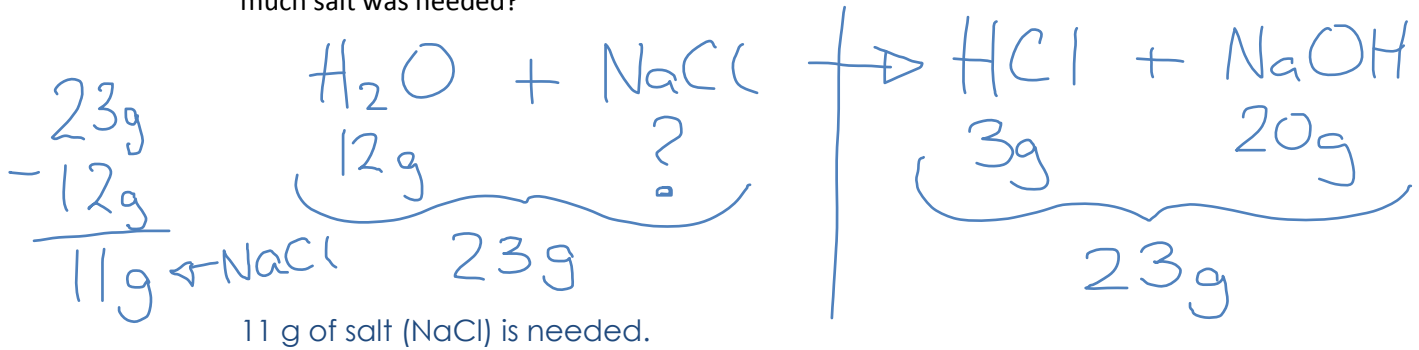 much salt was needed?
H₂O + NaCl → HCl + NaOH
12g ? 3g 20g
23g 23g
23g
-12g
11g ← NaCl
11 g of salt (NaCl) is needed.